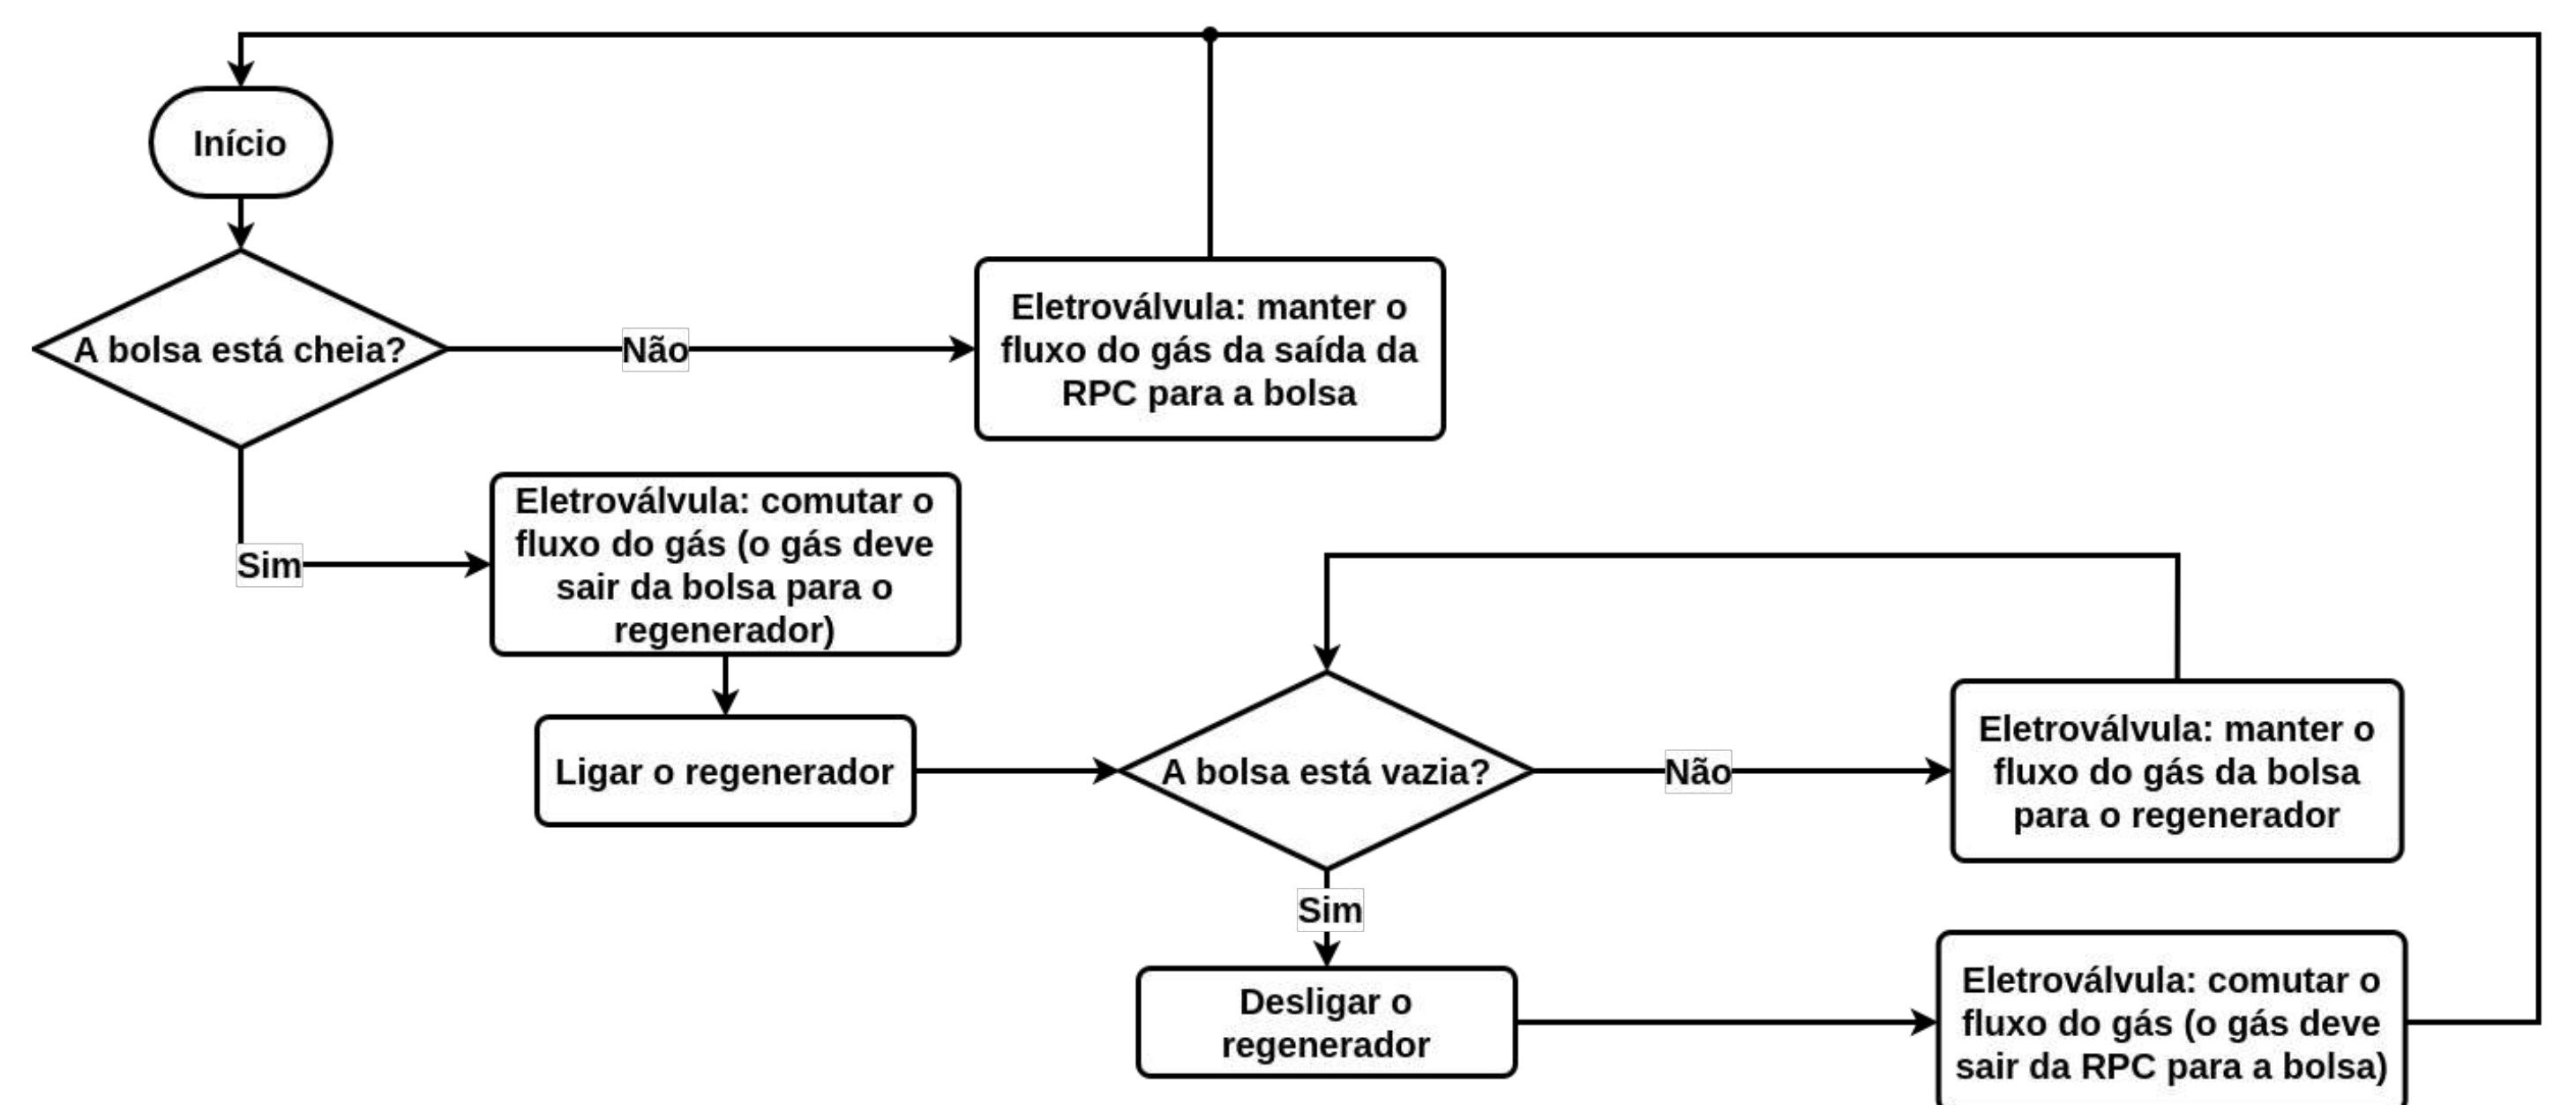 Início
A bolsa está cheia?
Não
Eletroválvula: manter o
fluxo do gás da saída da
RPC para a bolsa
Sim
Eletroválvula: comutar o
fluxo do gás (o gás deve
sair da bolsa para o
regenerador)
Ligar o regenerador
A bolsa está vazia?
Não
Eletroválvula: manter o
fluxo do gás da bolsa
para o regenerador
Sim
Desligar o
regenerador
Eletroválvula: comutar o
fluxo do gás (o gás deve
sair da RPC para a bolsa)